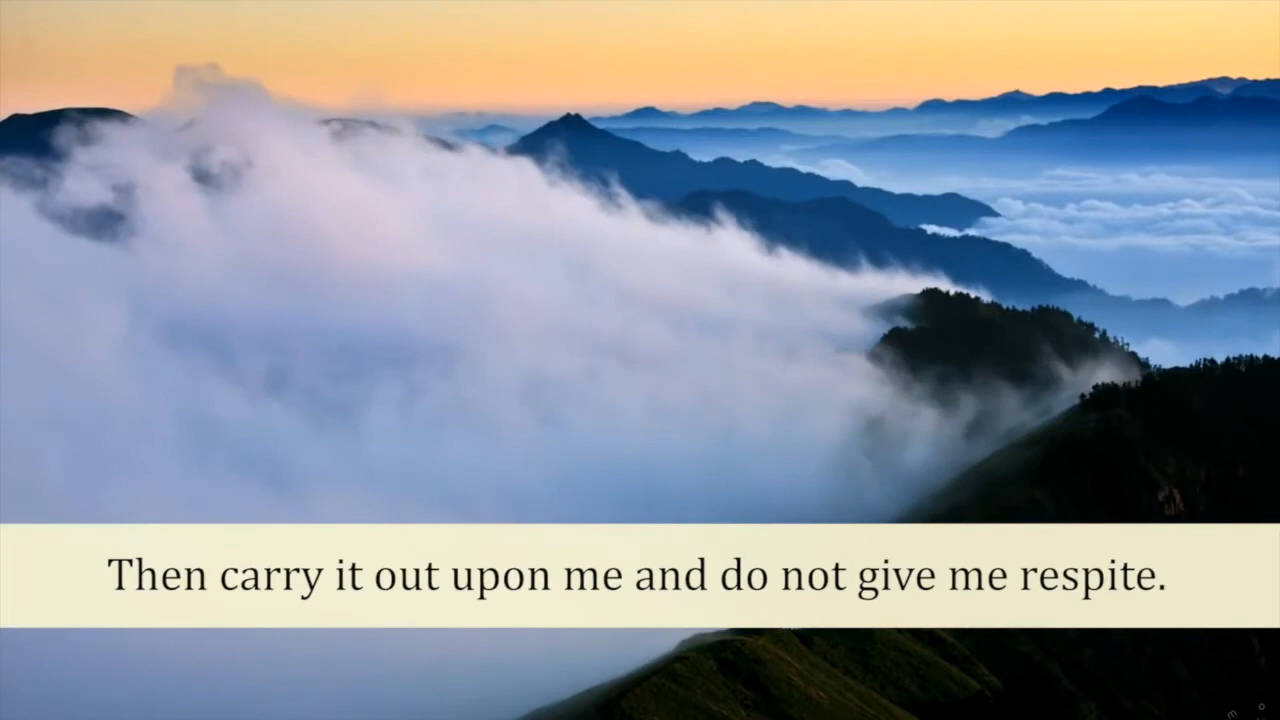 Then carry it out upon me and do not give me respite.